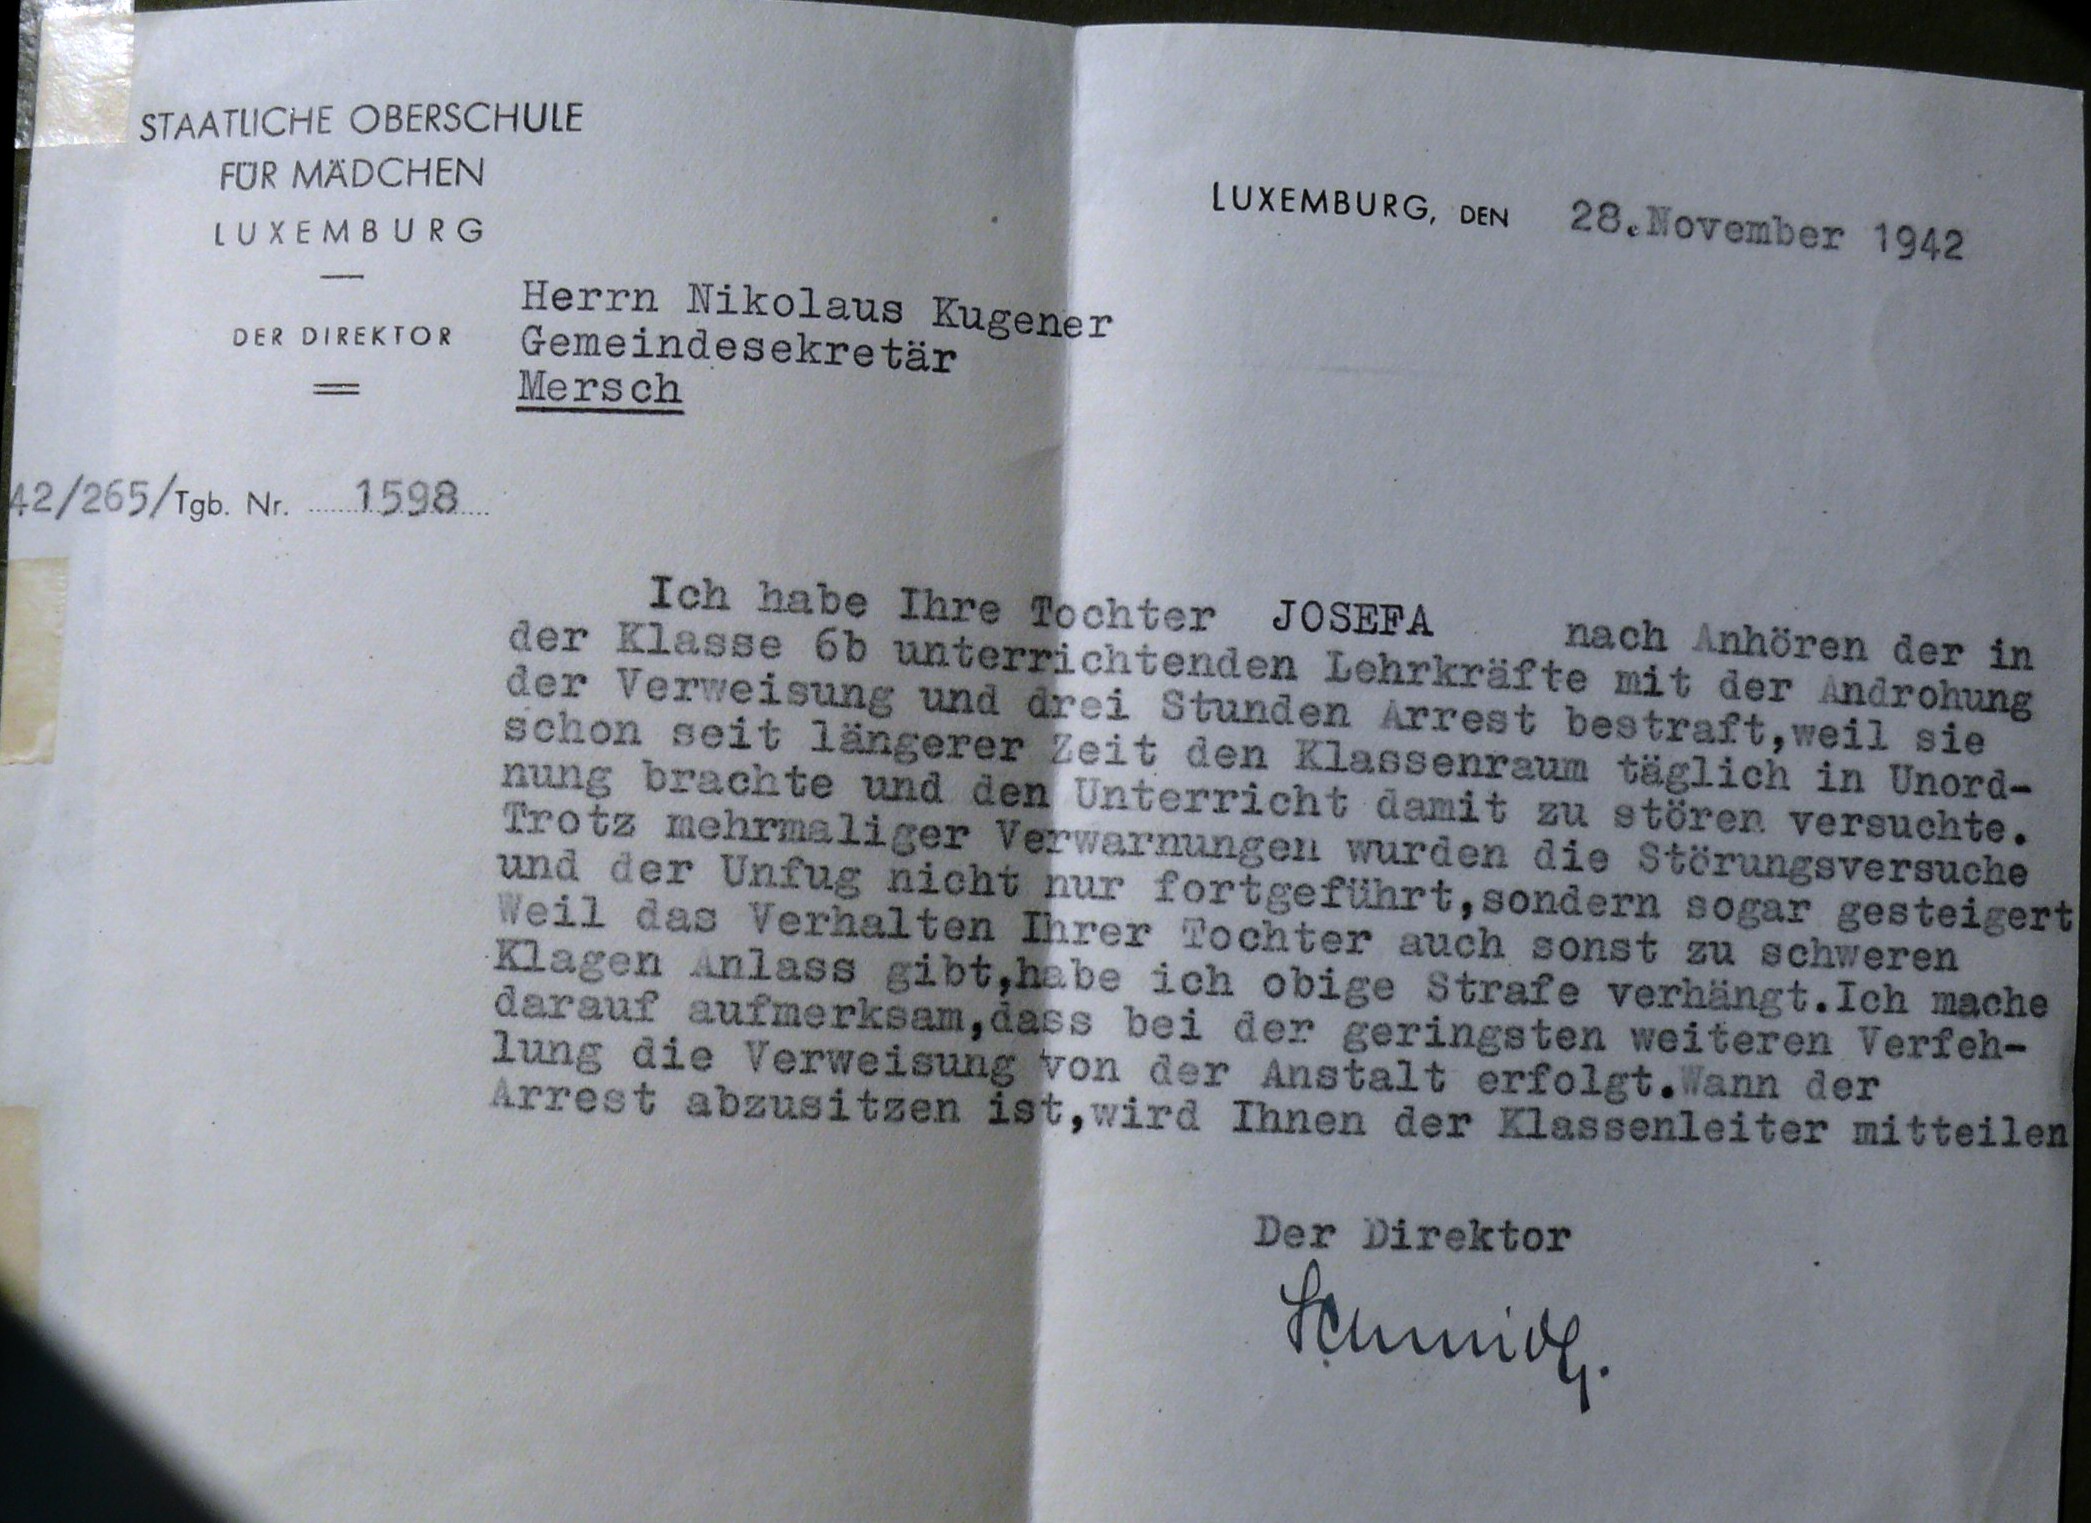 STAATLICHE OBERSCHULE
FÜR MÄDCHEN
LUXEMBURG
DER DIREKTOR
LUXEMBURG, DEN 28.November 1942
Herrn Nikolaus Kugener
Gemeindesekretär
Mersch
42/265/Tgb. Nr. 1598
Ich habe Ihre Tochter JOSEFA nach Anhören der in
der Klasse 6b unterrichtenden Lehrkräfte mit der Androhung
der Verweisung und drei Stunden Arrest bestraft,weil sie
schon seit längerer Zeit den Klassenraum täglich in Unord-
nung brachte und den Unterricht damit zu stören versuchte.
Trotz mehrmaliger Verwarnungen wurden die Störungsversuche
und der Unfug nicht nur fortgeführt,sondern sogar gesteigert
Weil das Verhalten Ihrer Tochter auch sonst zu schweren
Klagen Anlass gibt,habe ich obige Strafe verhängt.Ich mache
darauf aufmerksam,dass bei der geringsten weiteren Verfeh-
lung die Verweisung von der Anstalt erfolgt.Wann der
Arrest abzusitzen ist,wird Ihnen der Klassenleiter mitteilen
Der Direktor